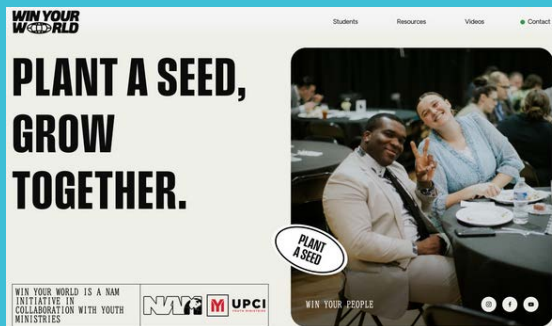 WIN YOUR
WORLD
Students
Resources
Videos
Contact
PLANT A SEED,
GROW
TOGETHER.
PLANT
A SEED
WIN YOUR PEOPLE
WIN YOUR WORLD IS A NAM
INITIATIVE IN
COLLABORATION WITH YOUTH
MINISTRIES
NAM
UPCI